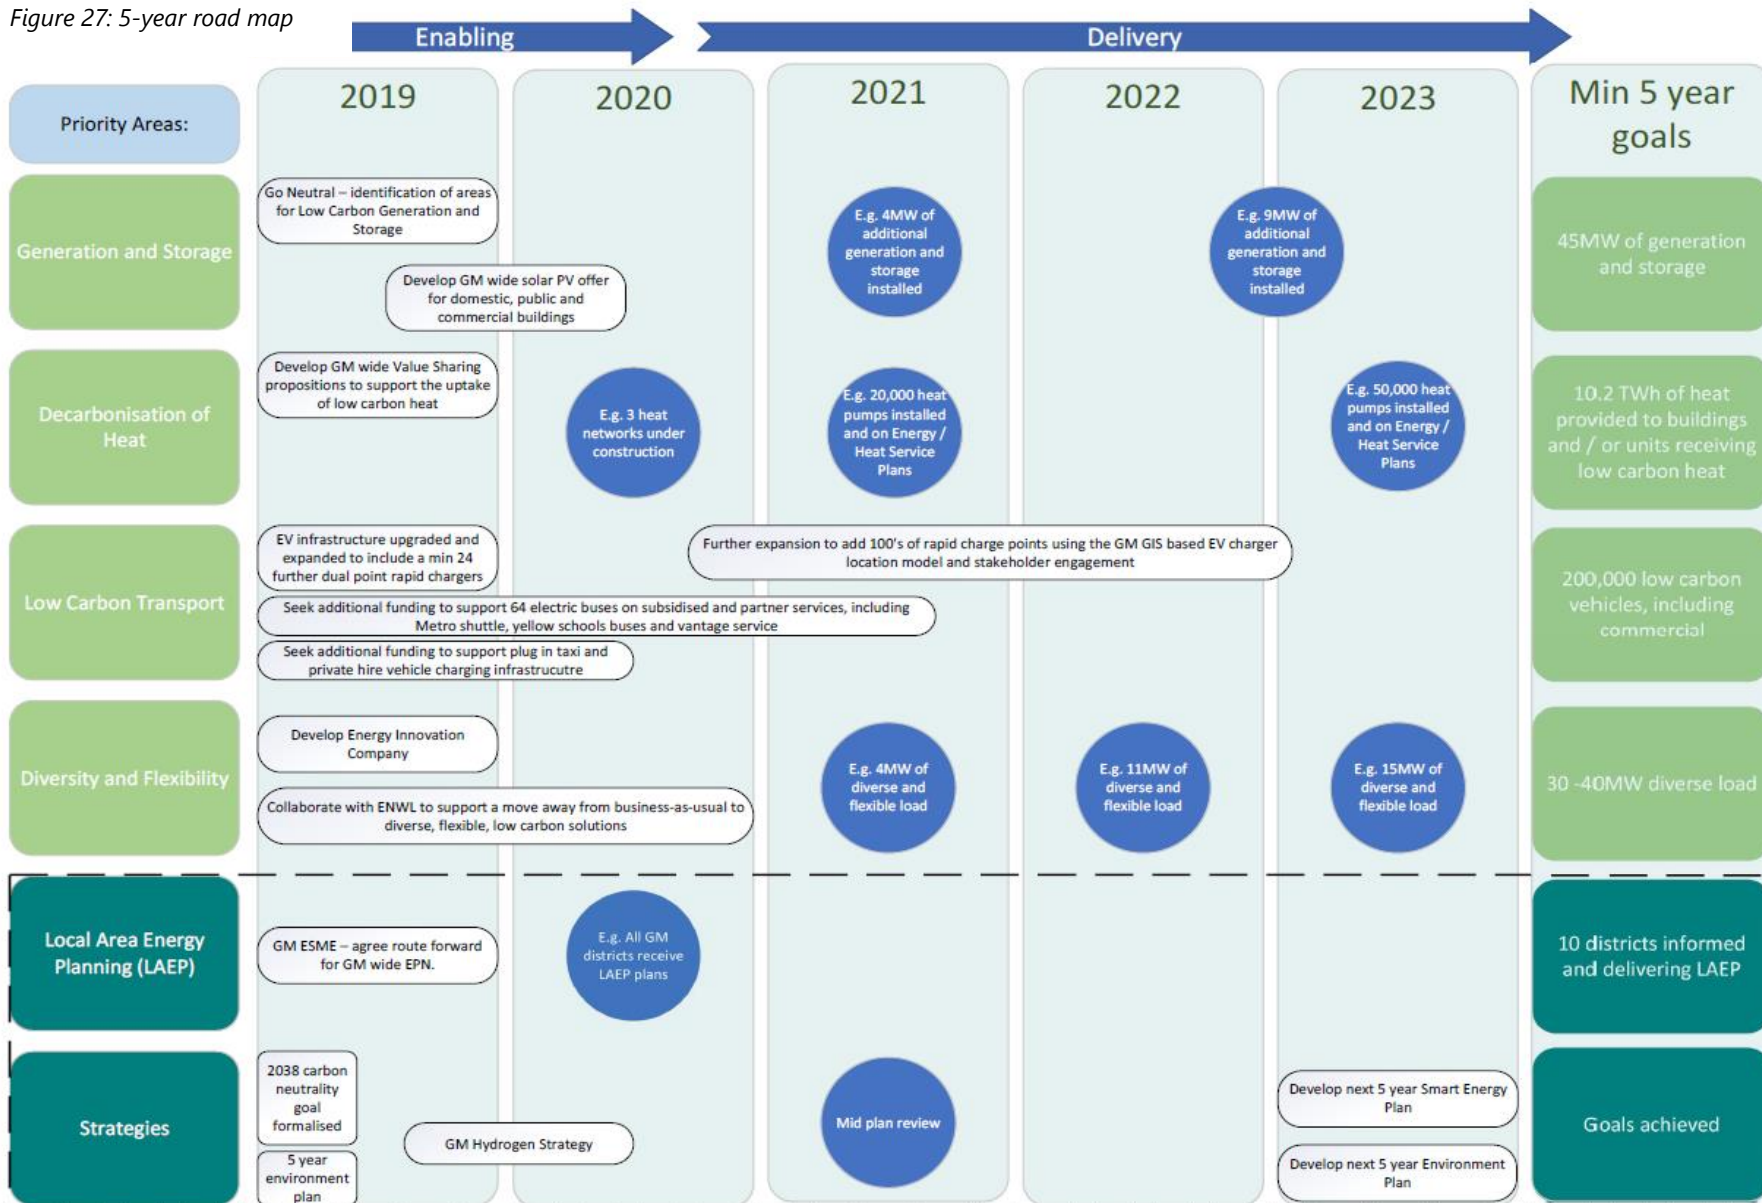 Figure 27: 5-year road map
Enabling
Delivery
Priority Areas:
2019
2020
2021
2022
2023
Min 5 year
goals
Generation and Storage
Go Neutral – identification of areas
for Low Carbon Generation and
Storage
Develop GM wide solar PV offer
for domestic, public and
commercial buildings
E.g. 4MW of
additional
generation and
storage
installed
E.g. 9MW of
additional
generation and
storage
installed
45MW of generation
and storage
Decarbonisation of
Heat
Develop GM wide Value Sharing
propositions to support the uptake
of low carbon heat
E.g. 3 heat
networks under
construction
E.g. 20,000 heat
pumps installed
and on Energy /
Heat Service
Plans
E.g. 50,000 heat
pumps installed
and on Energy /
Heat Service
Plans
10.2 TWh of heat
provided to buildings
and / or units receiving
low carbon heat
Low Carbon Transport
EV infrastructure upgraded and
expanded to include a min 24
further dual point rapid chargers
Further expansion to add 100's of rapid charge points using the GM GIS based EV charger
location model and stakeholder engagement
Seek additional funding to support 64 electric buses on subsidised and partner services, including
Metro shuttle, yellow schools buses and vantage service
Seek additional funding to support plug in taxi and
private hire vehicle charging infrastrucutre
200,000 low carbon
vehicles, including
commercial
Diversity and Flexibility
Develop Energy Innovation
Company
Collaborate with ENWL to support a move away from business-as-usual to
diverse, flexible, low carbon solutions
E.g. 4MW of
diverse and
flexible load
E.g. 11MW of
diverse and
flexible load
E.g. 15MW of
diverse and
flexible load
30 -40MW diverse load
Local Area Energy
Planning (LAEP)
GM ESME – agree route forward
for GM wide EPN.
E.g. All GM
districts receive
LAEP plans
10 districts informed
and delivering LAEP
Strategies
2038 carbon
neutrality
goal
formalised
5 year
environment
plan
GM Hydrogen Strategy
Mid plan review
Develop next 5 year Smart Energy
Plan
Develop next 5 year Environment
Plan
Goals achieved